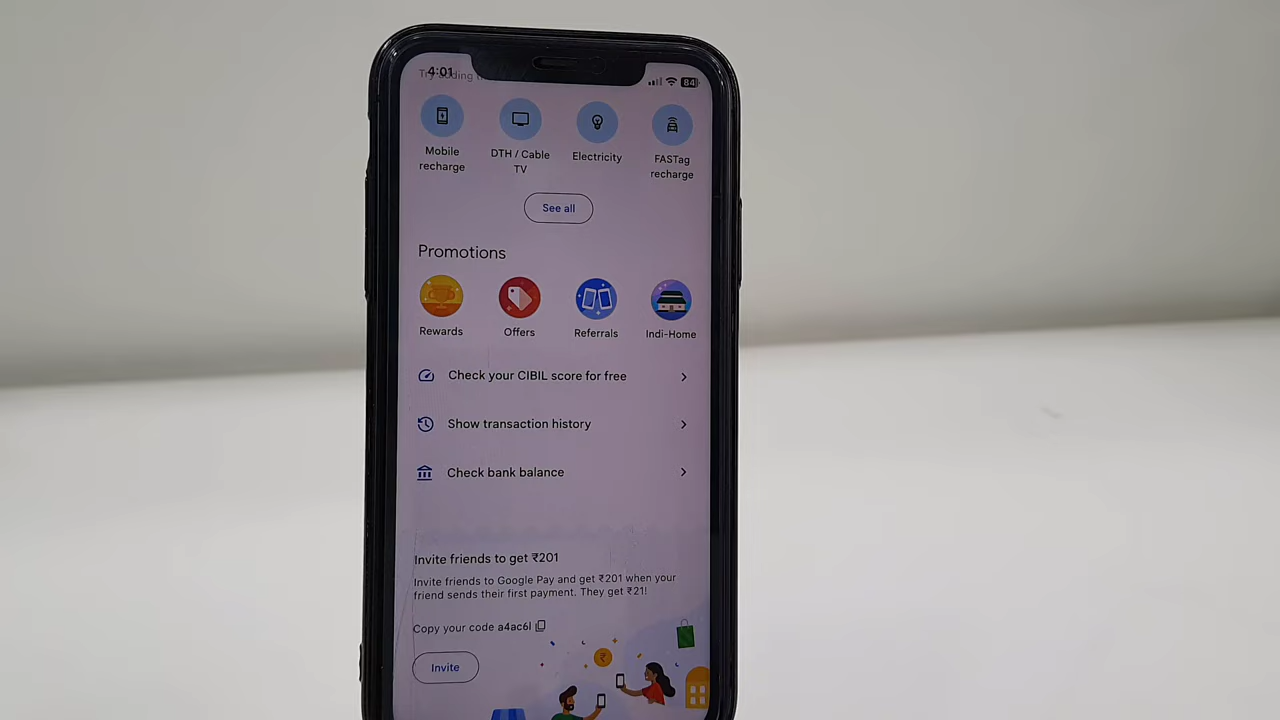 4:01
Try adding
84
Mobile
recharge
DTH / Cable
TV
Electricity
FASTag
recharge
See all
Promotions
Rewards
Offers
Referrals
Indi-Home
Check your CIBIL score for free
Show transaction history
Check bank balance
Invite friends to get ₹201
Invite friends to Google Pay and get ₹201 when your
friend sends their first payment. They get ₹21!
Copy your code a4ac6l
Invite